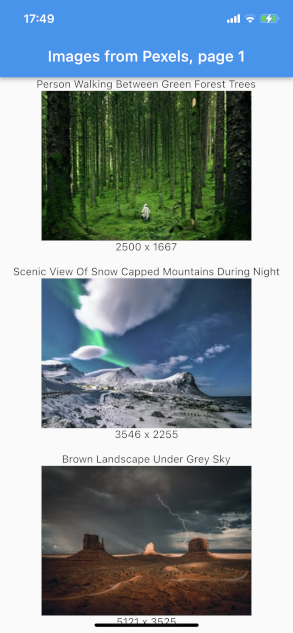 17:49
Images from Pexels, page 1
Person Walking Between Green Forest Trees
2500 x 1667
Scenic View Of Snow Capped Mountains During Night
3546 x 2255
Brown Landscape Under Grey Sky
5121 x 3525